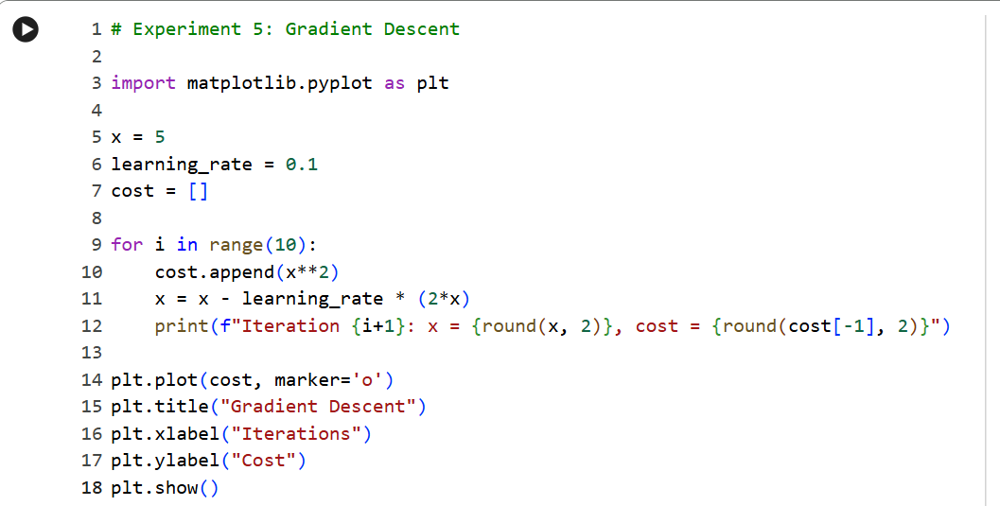 1 # Experiment 5: Gradient Descent
2
3 import matplotlib.pyplot as plt
4
5 x = 5
6 learning_rate = 0.1
7 cost = []
8
9 for i in range(10):
10     cost.append(x**2)
11     x = x - learning_rate * (2*x)
12     print(f"Iteration {i+1}: x = {round(x, 2)}, cost = {round(cost[-1], 2)}")
13
14 plt.plot(cost, marker='o')
15 plt.title("Gradient Descent")
16 plt.xlabel("Iterations")
17 plt.ylabel("Cost")
18 plt.show()